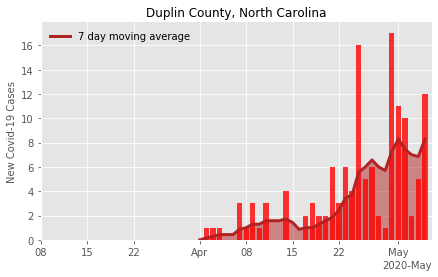 Duplin County, North Carolina
7 day moving average
New Covid-19 Cases
16
14
12
10
8
6
4
2
0
08 15 22 Apr 08 15 22 May
2020-May